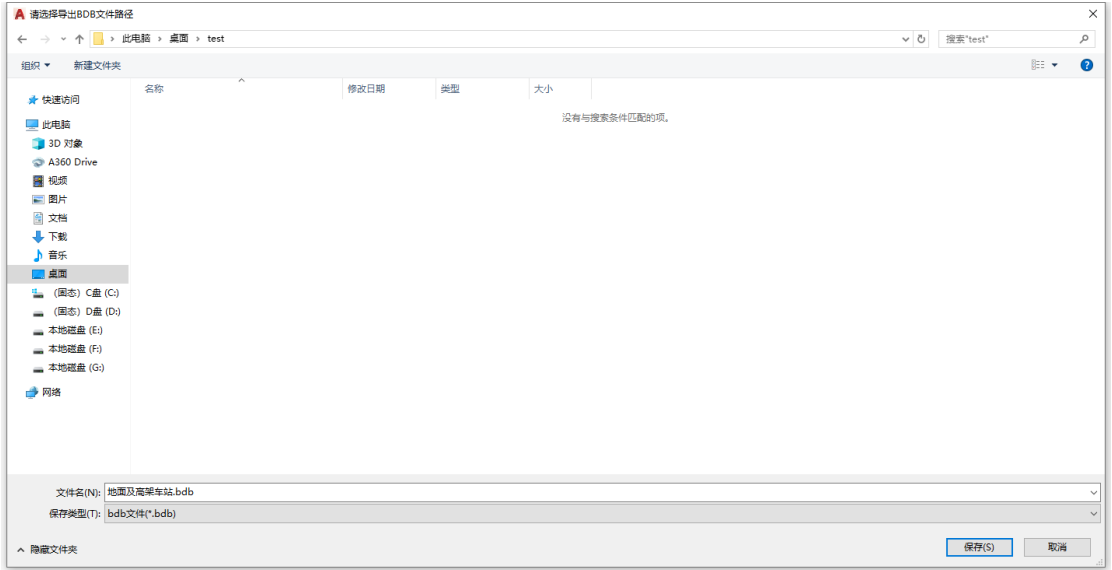 请选择导出BDB文件路径
此电脑 › 桌面 › test
搜索"test"
组织 新建文件夹
名称 修改日期 类型 大小
没有与搜索条件匹配的项。
快速访问
此电脑
3D 对象
A360 Drive
视频
图片
文档
下载
音乐
桌面
（固态）C盘 (C:)
（固态）D盘 (D:)
本地磁盘 (E:)
本地磁盘 (F:)
本地磁盘 (G:)
网络
文件名(N): 地面及高架车站.bdb
保存类型(T): bdb文件(*.bdb)
隐藏文件夹
保存(S) 取消